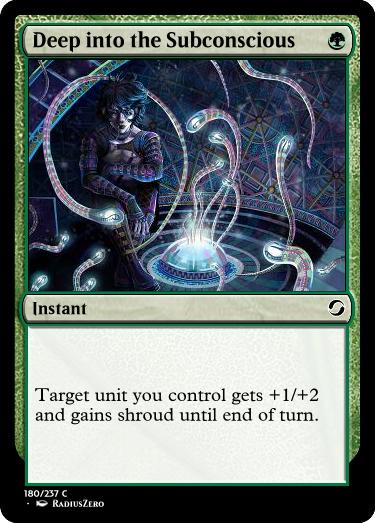 Deep into the Subconscious
Instant
Target unit you control gets +1/+2
and gains shroud until end of turn.
180/237 C
· RadiusZero